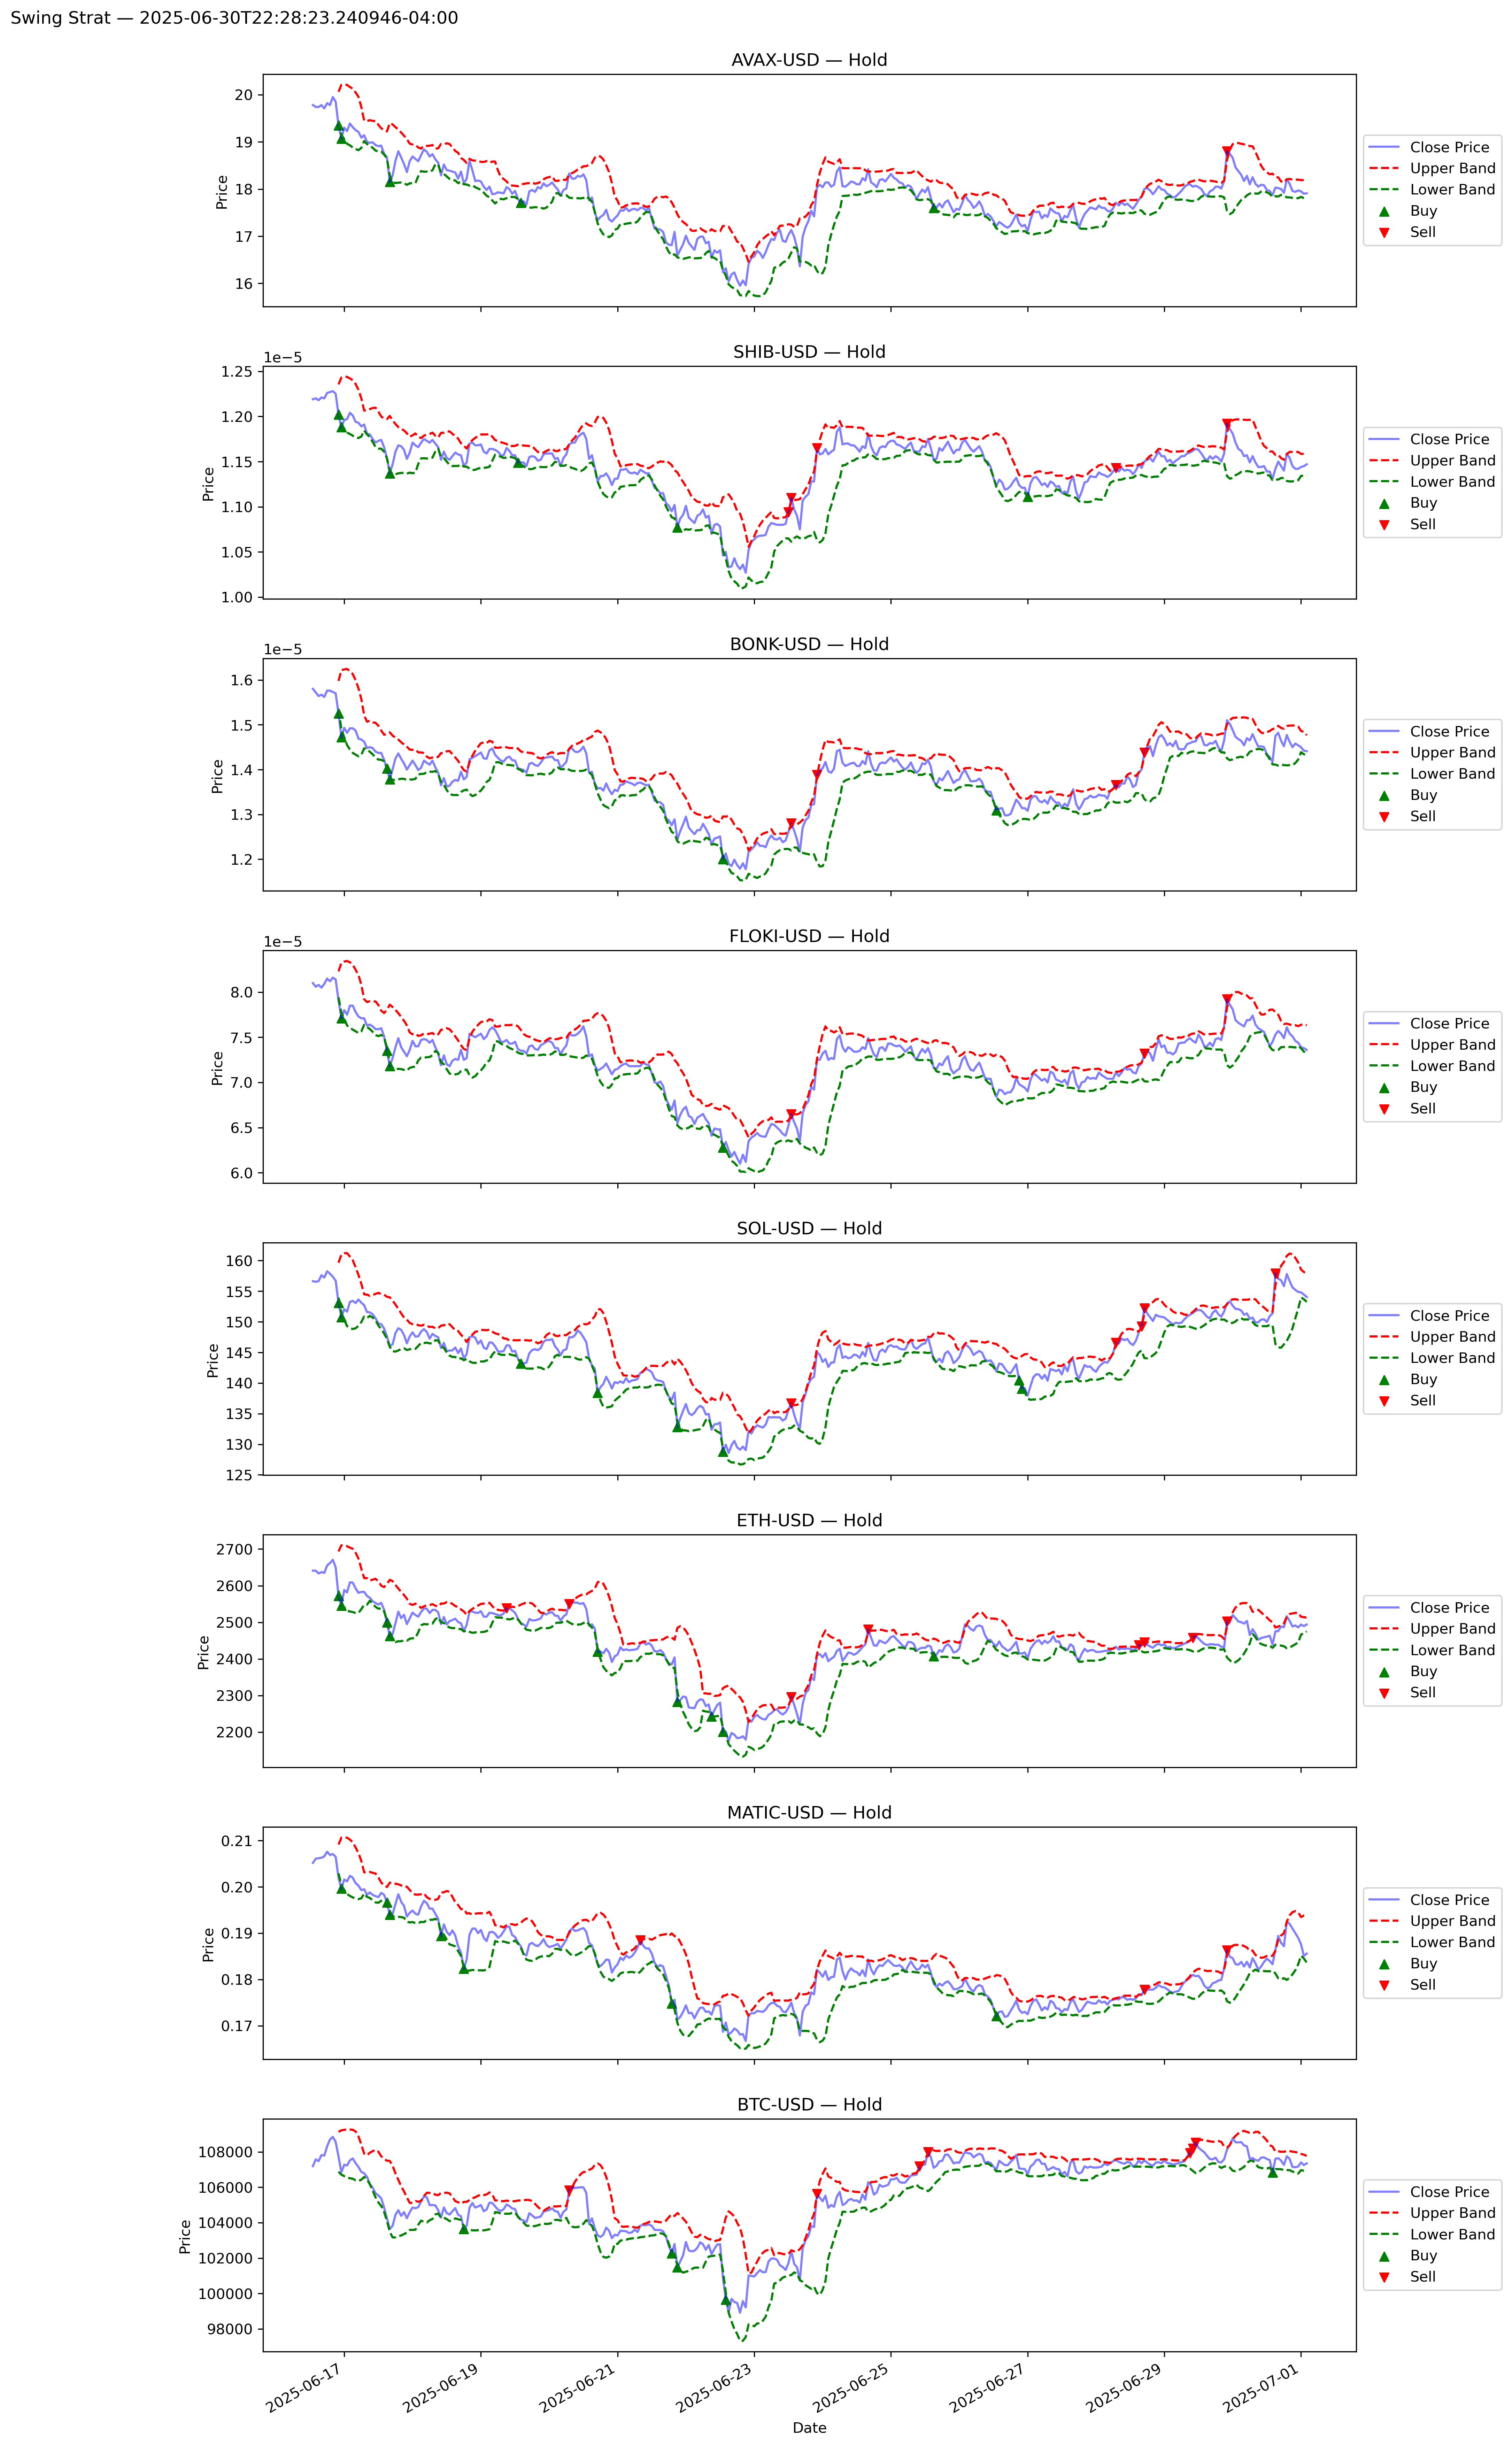 Swing Strat — 2025-06-30T22:28:23.240946-04:00
AVAX-USD — Hold
20
19
18
17
16
Price
Close Price
Upper Band
Lower Band
Buy
Sell
SHIB-USD — Hold
1e−5
1.25
1.20
1.15
1.10
1.05
1.00
Price
Close Price
Upper Band
Lower Band
Buy
Sell
BONK-USD — Hold
1e−5
1.6
1.5
1.4
1.3
1.2
Price
Close Price
Upper Band
Lower Band
Buy
Sell
FLOKI-USD — Hold
1e−5
8.0
7.5
7.0
6.5
6.0
Price
Close Price
Upper Band
Lower Band
Buy
Sell
SOL-USD — Hold
160
155
150
145
140
135
130
125
Price
Close Price
Upper Band
Lower Band
Buy
Sell
ETH-USD — Hold
2700
2600
2500
2400
2300
2200
Price
Close Price
Upper Band
Lower Band
Buy
Sell
MATIC-USD — Hold
0.21
0.20
0.19
0.18
0.17
Price
Close Price
Upper Band
Lower Band
Buy
Sell
BTC-USD — Hold
108000
106000
104000
102000
100000
98000
Price
Close Price
Upper Band
Lower Band
Buy
Sell
2025-06-17
2025-06-19
2025-06-21
2025-06-23
2025-06-25
2025-06-27
2025-06-29
2025-07-01
Date